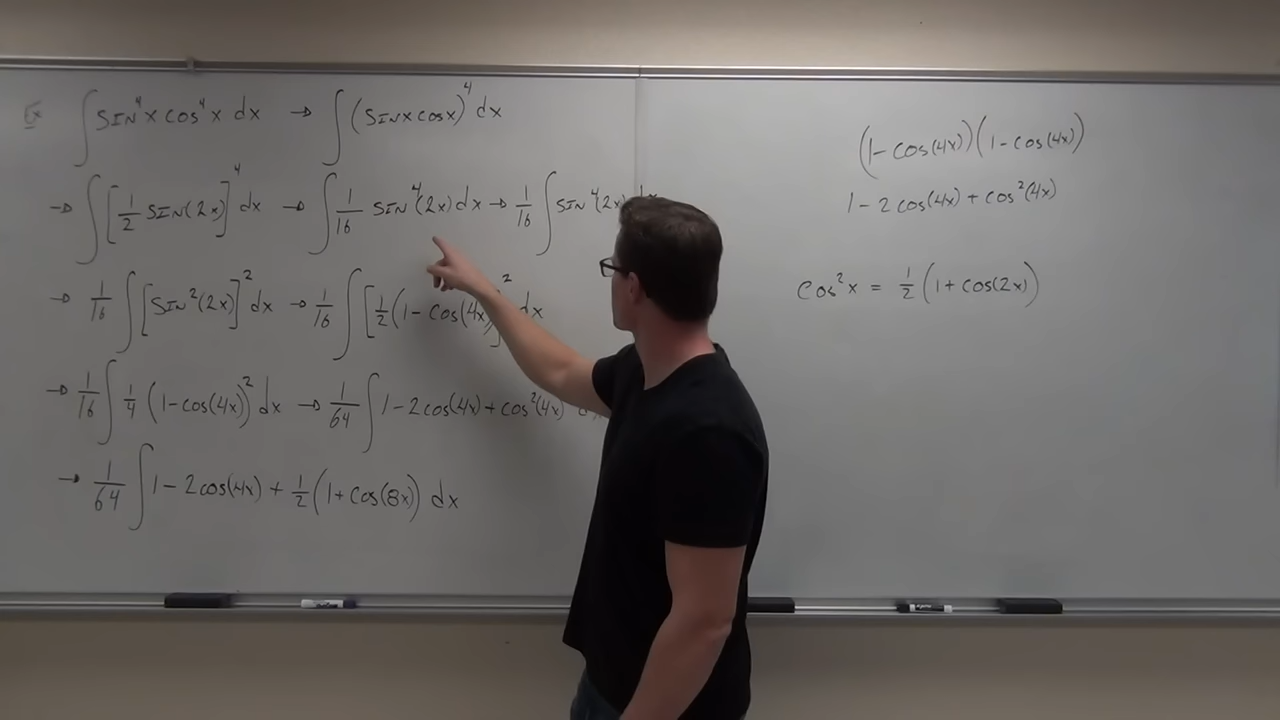 Ex ∫ SIN⁴x cos⁴x dx → ∫ (SINx cosx)⁴ dx
→ ∫ [1/2 SIN(2x)]⁴ dx → ∫ 1/16 SIN⁴(2x) dx → 1/16 ∫ SIN⁴(2x)
→ 1/16 ∫ [SIN²(2x)]² dx → 1/16 ∫ [1/2 (1 - cos(4x)]² dx
→ 1/16 ∫ 1/4 (1 - cos(4x))² dx → 1/64 ∫ 1 - 2cos(4x) + cos²(4x)
→ 1/64 ∫ 1 - 2cos(4x) + 1/2 (1 + cos(8x)) dx
(1 - cos(4x))(1 - cos(4x))
1 - 2cos(4x) + cos²(4x)
cos²x = 1/2 (1 + cos(2x))